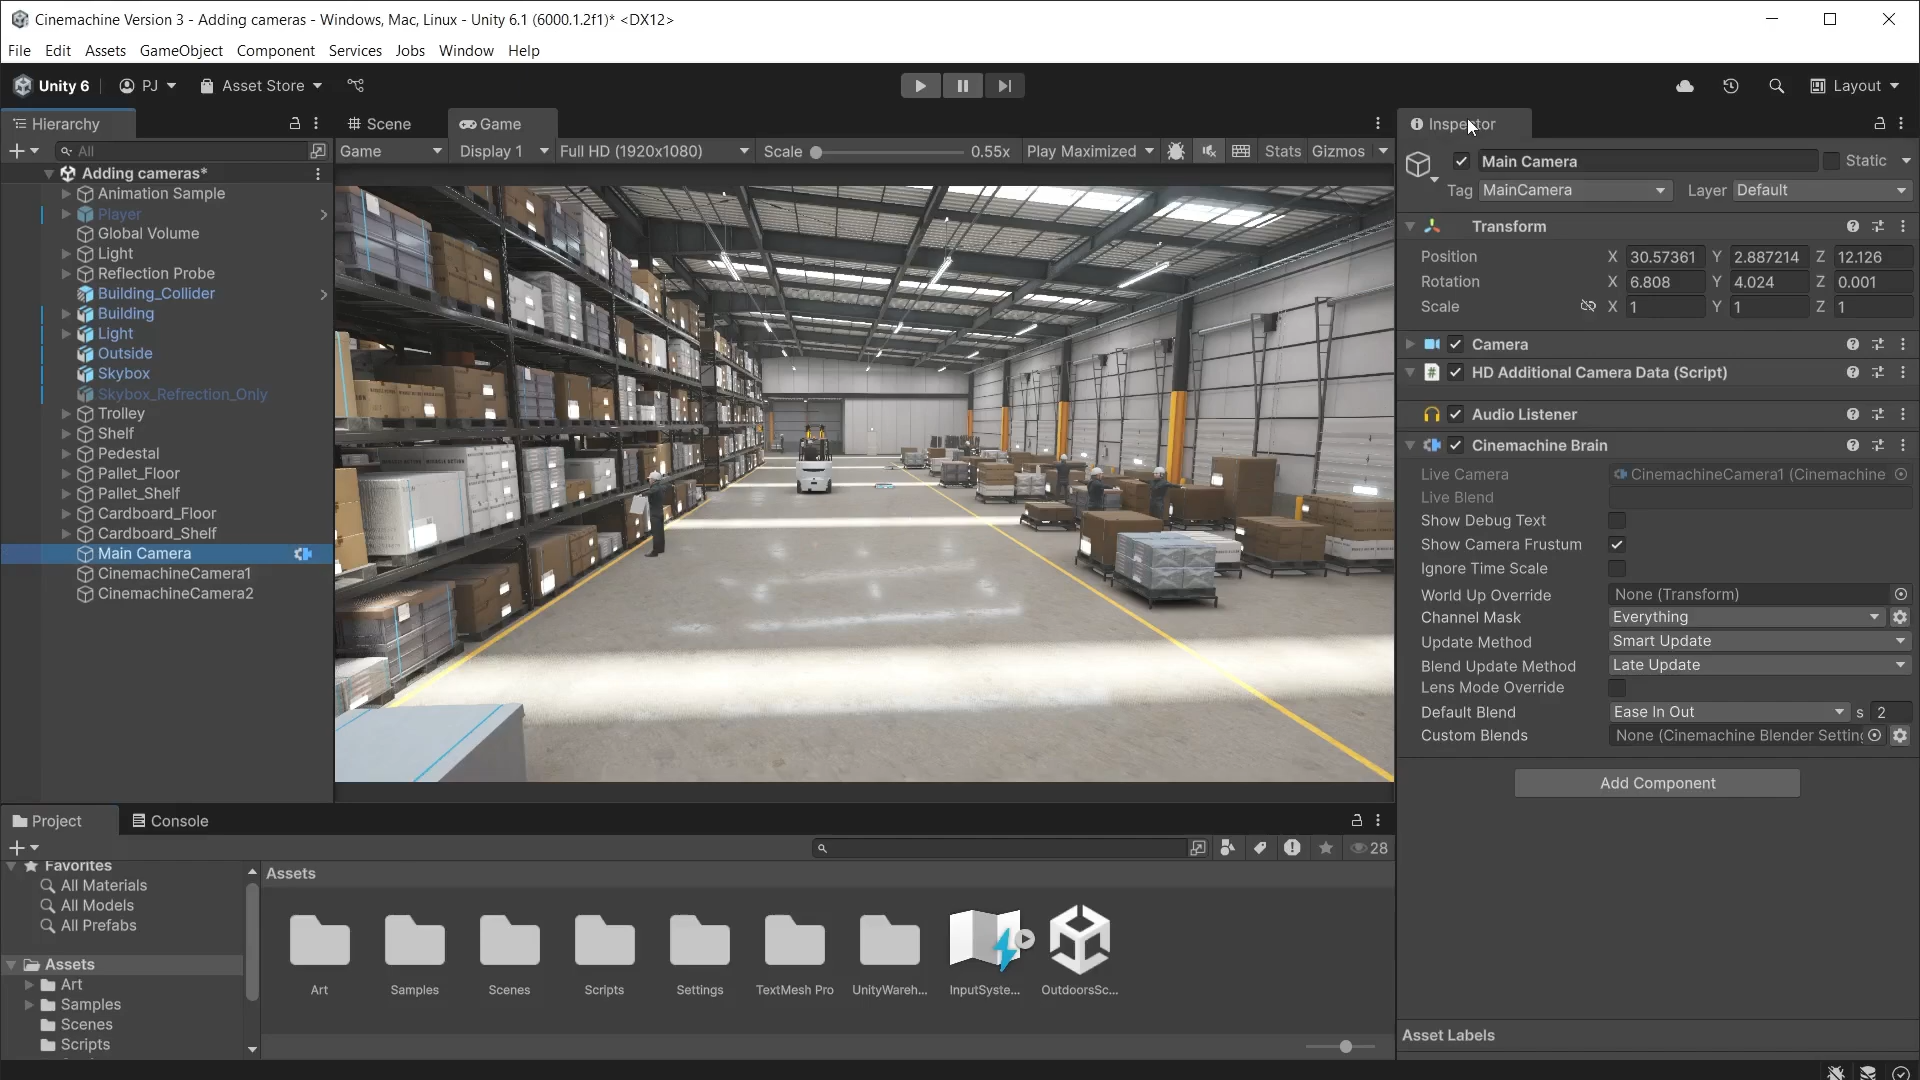 Cinemachine Version 3 - Adding cameras - Windows, Mac, Linux - Unity 6.1 (6000.1.2f1)* <DX12>
File Edit Assets GameObject Component Services Jobs Window Help
Unity 6 PJ Asset Store Layout
Hierarchy
All
Adding cameras*
Animation Sample
Player
Global Volume
Light
Reflection Probe
Building_Collider
Building
Light
Outside
Skybox
Skybox_Refrection_Only
Trolley
Shelf
Pedestal
Pallet_Floor
Pallet_Shelf
Cardboard_Floor
Cardboard_Shelf
Main Camera
CinemachineCamera1
CinemachineCamera2
Scene Game
Game Display 1 Full HD (1920x1080) Scale 0.55x Play Maximized Stats Gizmos
Inspector
Main Camera Static
Tag MainCamera Layer Default
Transform
Position X 30.57361 Y 2.887214 Z 12.126
Rotation X 6.808 Y 4.024 Z 0.001
Scale X 1 Y 1 Z 1
Camera
HD Additional Camera Data (Script)
Audio Listener
Cinemachine Brain
Live Camera CinemachineCamera1 (Cinemachine
Live Blend
Show Debug Text
Show Camera Frustum
Ignore Time Scale
World Up Override None (Transform)
Channel Mask Everything
Update Method Smart Update
Blend Update Method Late Update
Lens Mode Override
Default Blend Ease In Out s 2
Custom Blends None (Cinemachine Blender Setting
Add Component
Asset Labels
Project Console
28
Favorites
All Materials
All Models
All Prefabs
Assets
Art
Samples
Scenes
Scripts
Assets
Art Samples Scenes Scripts Settings TextMesh Pro UnityWareh... InputSyste... OutdoorsSc...